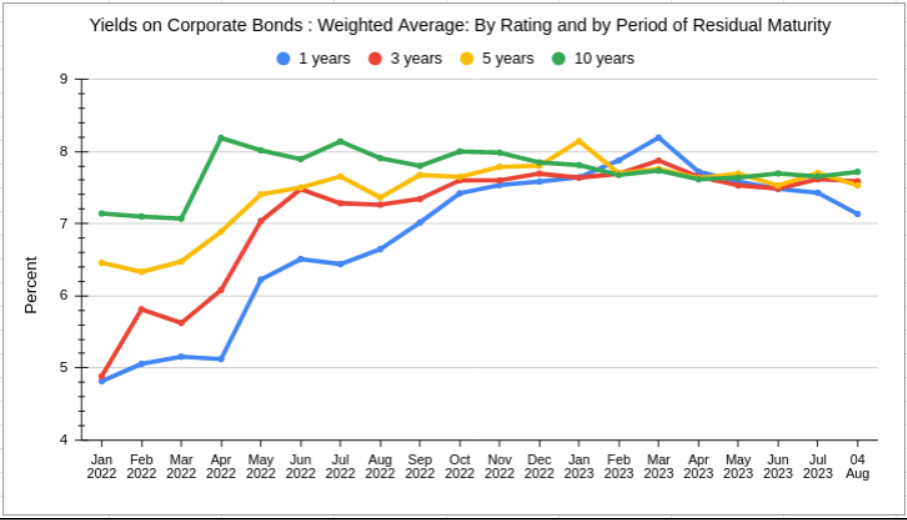 Yields on Corporate Bonds : Weighted Average: By Rating and by Period of Residual Maturity
1 years 3 years 5 years 10 years
9
8
7
6
5
4
Percent
Jan Feb Mar Apr May Jun Jul Aug Sep Oct Nov Dec Jan Feb Mar Apr May Jun Jul 04
2022 2022 2022 2022 2022 2022 2022 2022 2022 2022 2022 2022 2023 2023 2023 2023 2023 2023 2023 Aug